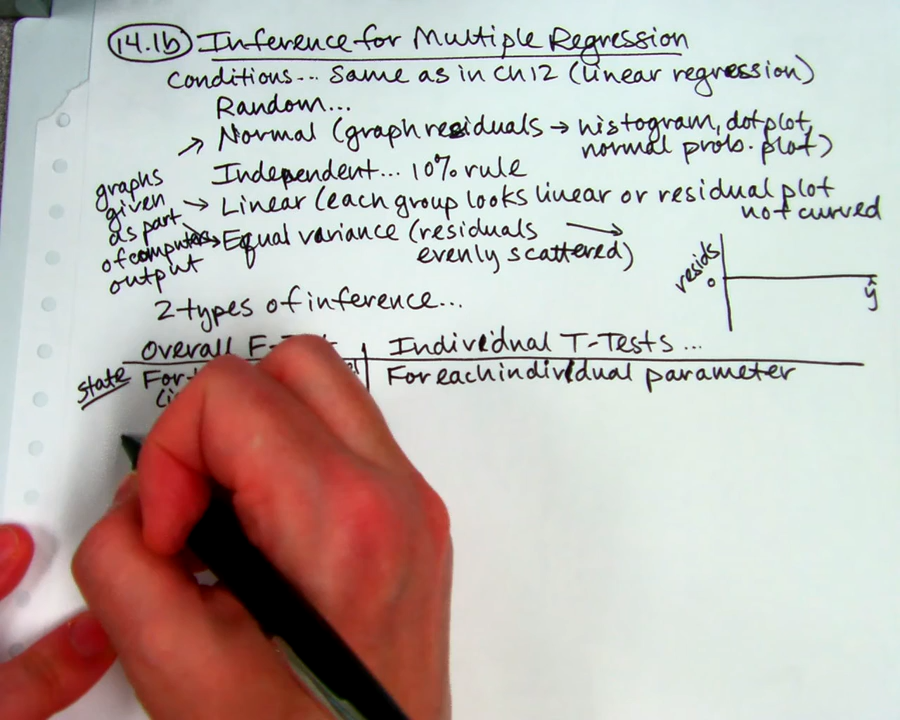 14.1b Inference for Multiple Regression
Conditions... Same as in Ch 12 (linear regression)
Random...
→ Normal (graph residuals → histogram, dotplot,
normal prob. plot)
Independent... 10% rule
graphs
given
as part
of computer
output
→ Linear (each group looks linear or residual plot
not curved
→ Equal variance (residuals →
evenly scattered)
resids
0
ŷ
2 types of inference...
Overall F-
Individual T-Tests ...
State
For
For each individual parameter